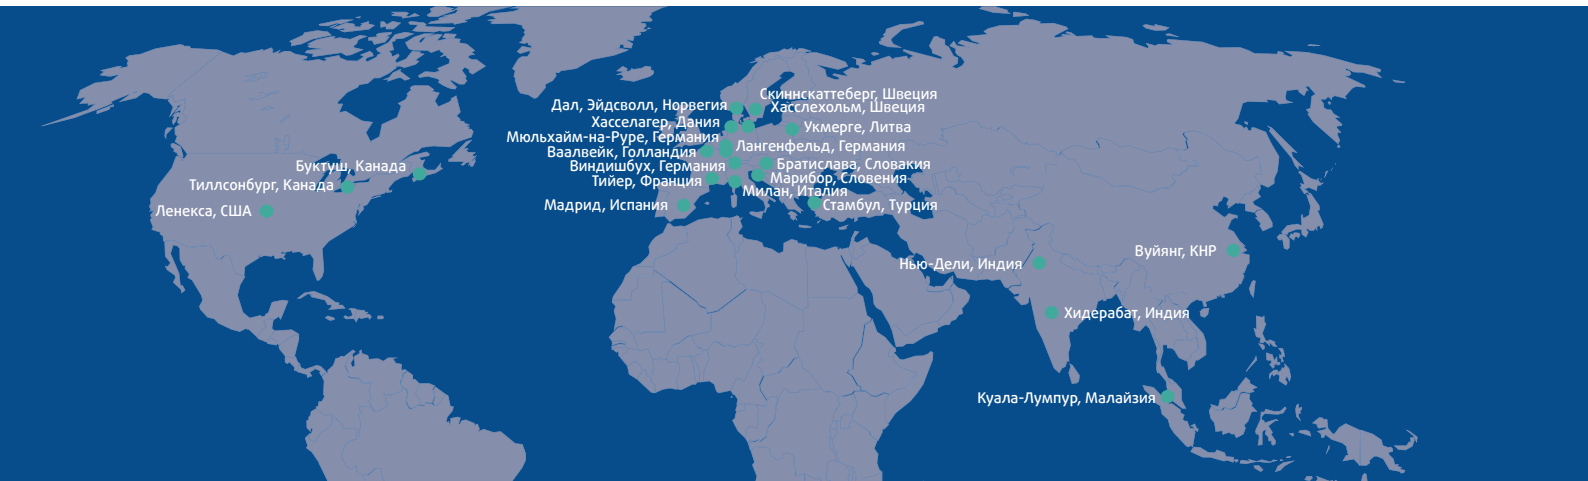 Скиннскаттеберг, Швеция
Дал, Эйдсволл, Норвегия
Хасслехольм, Швеция
Хасселагер, Дания
Укмерге, Литва
Мюльхайм-на-Руре, Германия
Лангенфельд, Германия
Ваалвейк, Голландия
Виндишбух, Германия
Братислава, Словакия
Тийер, Франция
Марибор, Словения
Милан, Италия
Мадрид, Испания
Стамбул, Турция
Буктуш, Канада
Тиллсонбург, Канада
Ленекса, США
Вуйянг, КНР
Нью-Дели, Индия
Хидерабат, Индия
Куала-Лумпур, Малайзия